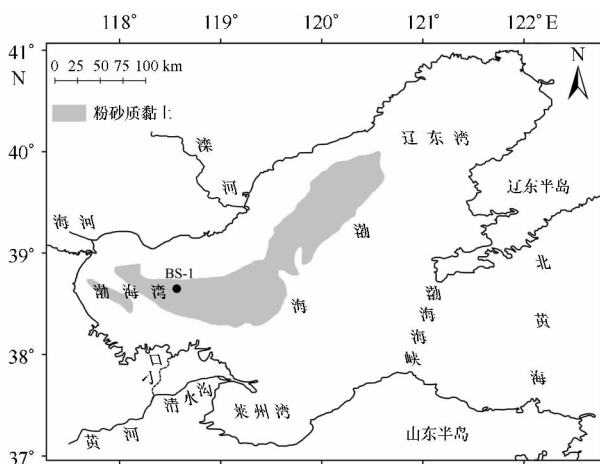 118°
119°
120°
121°
122° E
41°
N
40°
39°
38°
37°
0 25 50 75 100 km
N
粉砂质黏上
滦河
海河
辽东湾
辽东半岛
渤海
渤海湾
BS-1
渤海海峡
北黄海
刁口
清水沟
莱州湾
黄河
山东半岛